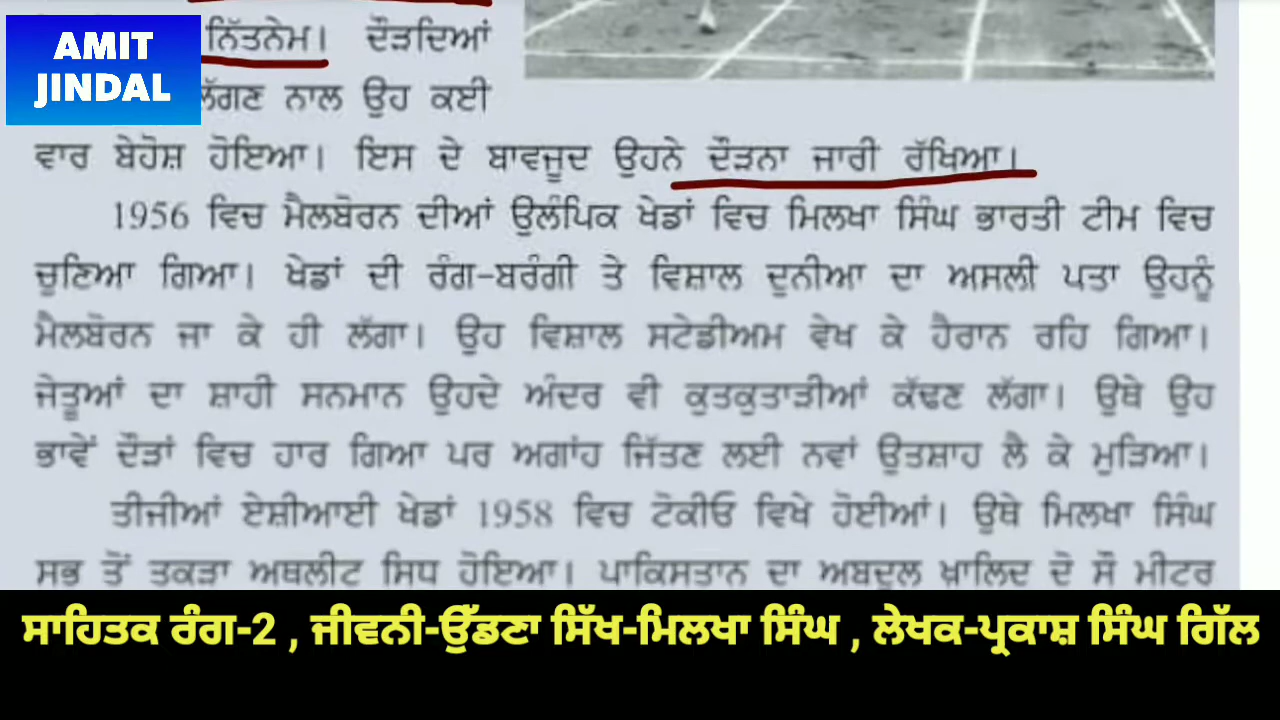 AMIT
JINDAL
ਨਿੱਤਨੇਮ। ਦੌੜਦਿਆਂ
ਲੱਗਣ ਨਾਲ ਉਹ ਕਈ
ਵਾਰ ਬੇਹੋਸ਼ ਹੋਇਆ। ਇਸ ਦੇ ਬਾਵਜੂਦ ਉਹਨੇ ਦੌੜਨਾ ਜਾਰੀ ਰੱਖਿਆ।
1956 ਵਿਚ ਮੈਲਬੋਰਨ ਦੀਆਂ ਉਲੰਪਿਕ ਖੇਡਾਂ ਵਿਚ ਮਿਲਖਾ ਸਿੰਘ ਭਾਰਤੀ ਟੀਮ ਵਿਚ
ਚੁਣਿਆ ਗਿਆ। ਖੇਡਾਂ ਦੀ ਰੰਗ-ਬਰੰਗੀ ਤੇ ਵਿਸ਼ਾਲ ਦੁਨੀਆ ਦਾ ਅਸਲੀ ਪਤਾ ਉਹਨੂੰ
ਮੈਲਬੋਰਨ ਜਾ ਕੇ ਹੀ ਲੱਗਾ। ਉਹ ਵਿਸ਼ਾਲ ਸਟੇਡੀਅਮ ਵੇਖ ਕੇ ਹੈਰਾਨ ਰਹਿ ਗਿਆ।
ਜੇਤੂਆਂ ਦਾ ਸ਼ਾਹੀ ਸਨਮਾਨ ਉਹਦੇ ਅੰਦਰ ਵੀ ਕੁਤਕੁਤਾੜੀਆਂ ਕੱਢਣ ਲੱਗਾ। ਉਥੇ ਉਹ
ਭਾਵੇਂ ਦੌੜਾਂ ਵਿਚ ਹਾਰ ਗਿਆ ਪਰ ਅਗਾਂਹ ਜਿੱਤਣ ਲਈ ਨਵਾਂ ਉਤਸ਼ਾਹ ਲੈ ਕੇ ਮੁੜਿਆ।
ਤੀਜੀਆਂ ਏਸ਼ੀਆਈ ਖੇਡਾਂ 1958 ਵਿਚ ਟੋਕੀਓ ਵਿਖੇ ਹੋਈਆਂ। ਉਥੇ ਮਿਲਖਾ ਸਿੰਘ
ਸਭ ਤੋਂ ਤਕੜਾ ਅਥਲੀਟ ਸਿਧ ਹੋਇਆ। ਪਾਕਿਸਤਾਨ ਦਾ ਅਬਦੁਲ ਖ਼ਾਲਿਦ ਦੋ ਸੌ ਮੀਟਰ
ਸਾਹਿਤਕ ਰੰਗ-2 , ਜੀਵਨੀ-ਉੱਡਣਾ ਸਿੱਖ-ਮਿਲਖਾ ਸਿੰਘ , ਲੇਖਕ-ਪ੍ਰਕਾਸ਼ ਸਿੰਘ ਗਿੱਲ